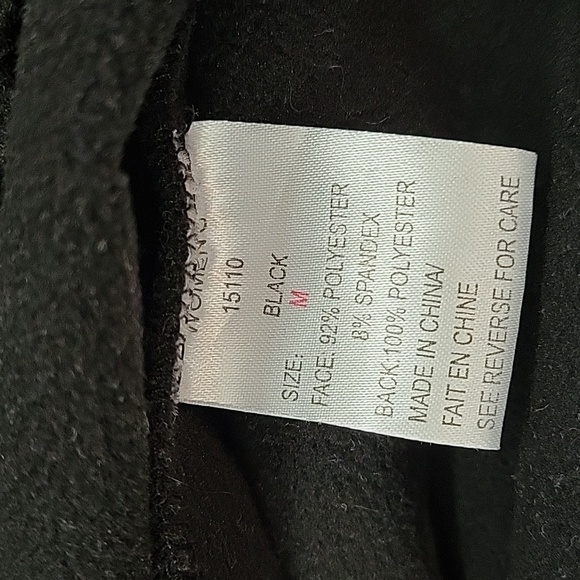 WOMENS
15110
BLACK
SIZE: M
FACE: 92% POLYESTER
8% SPANDEX
BACK:100% POLYESTER
MADE IN CHINA/
FAIT EN CHINE
SEE REVERSE FOR CARE